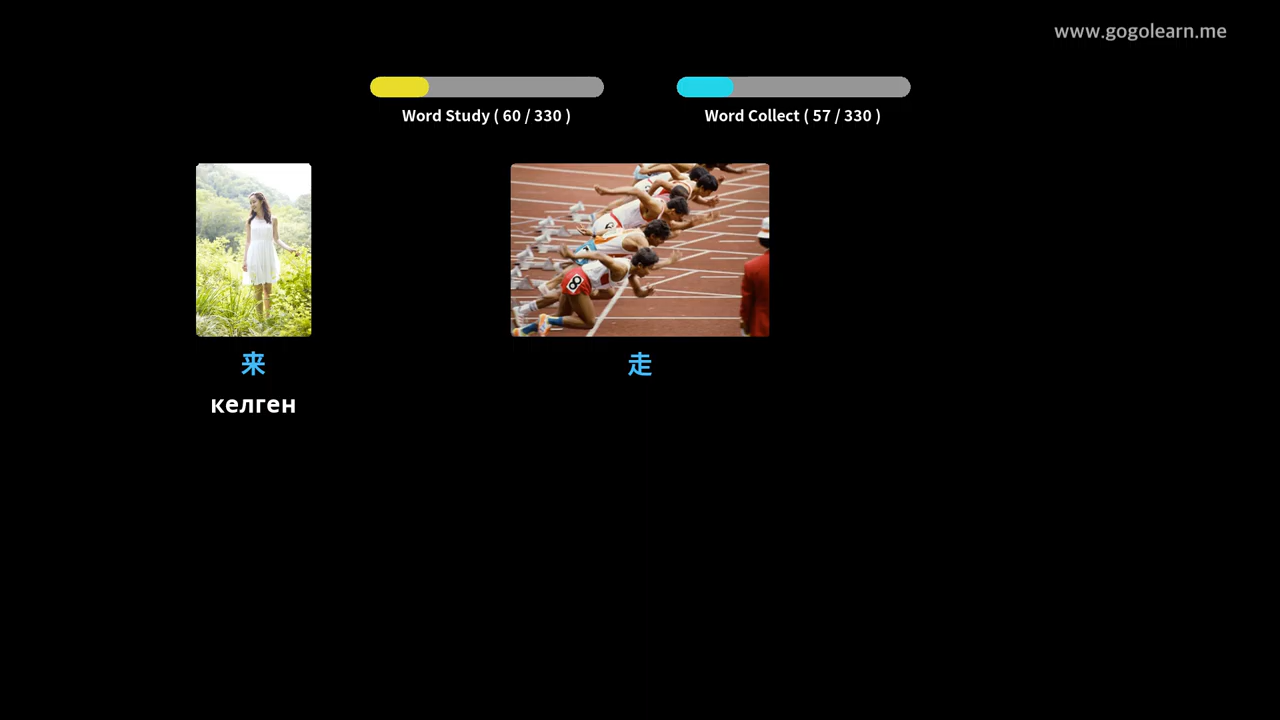 www.gogolearn.me
Word Study ( 60 / 330 )
Word Collect ( 57 / 330 )
来
走
келген